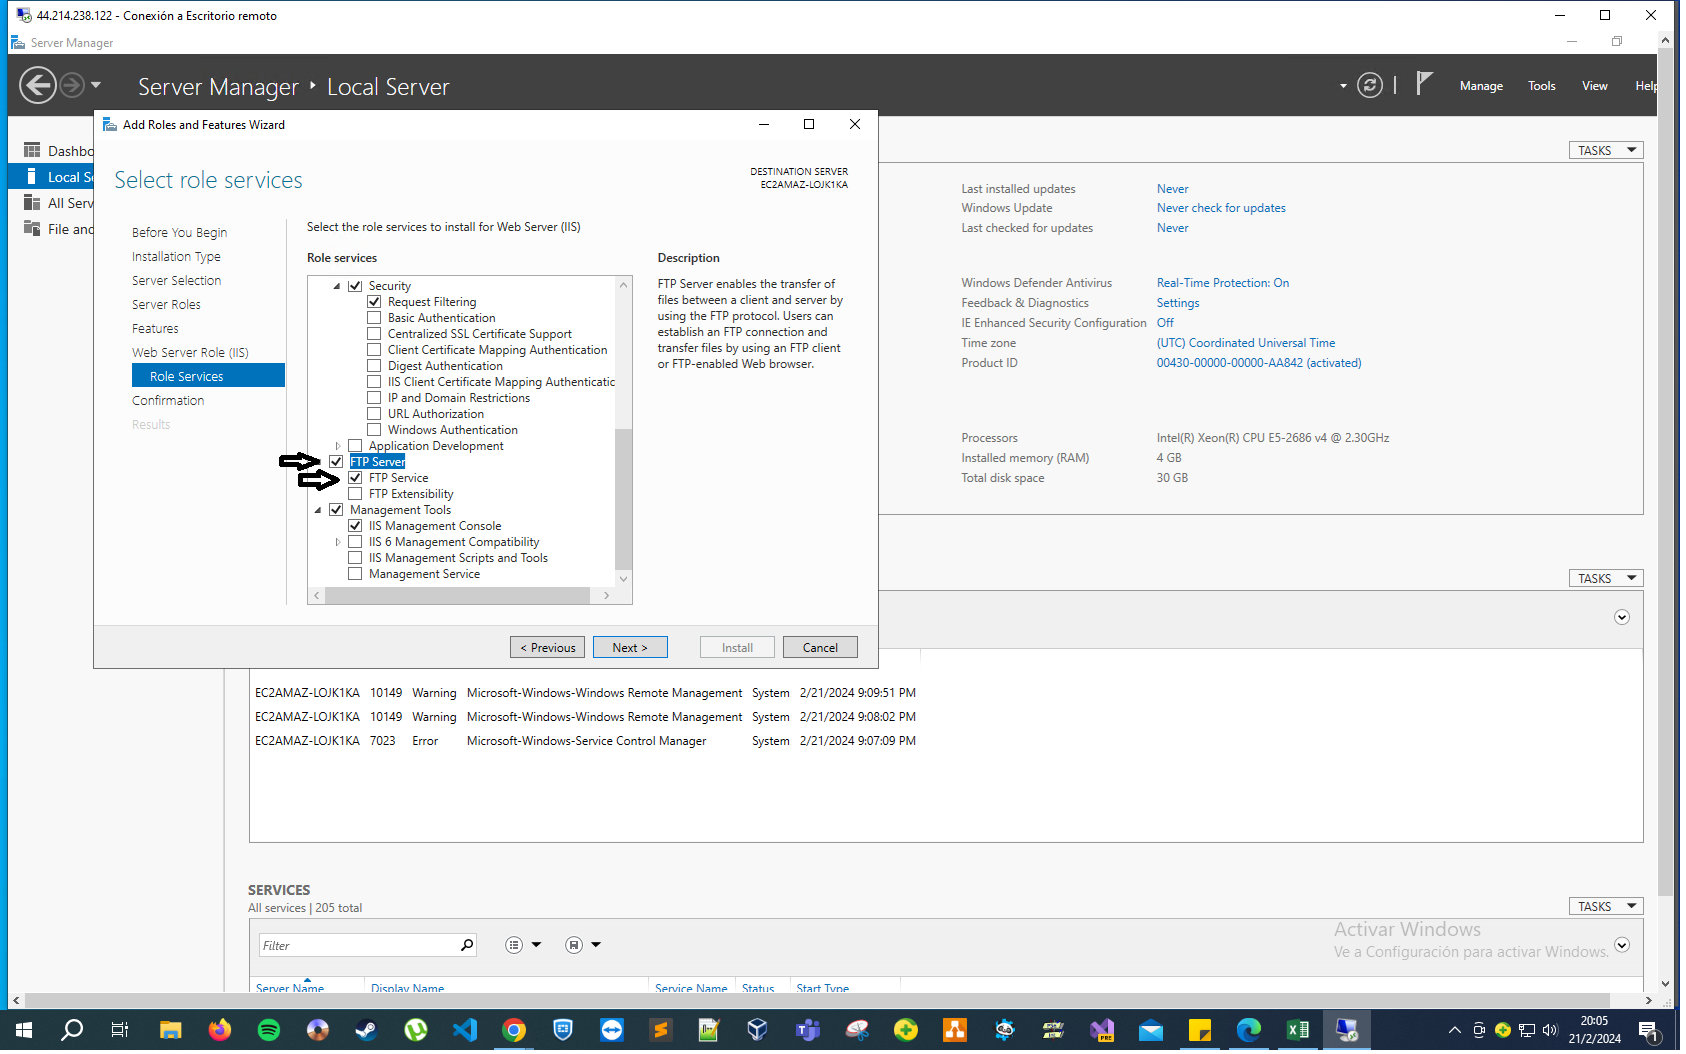 44.214.238.122 - Conexión a Escritorio remoto
Server Manager
Server Manager ‣ Local Server
Manage
Tools
View
Help
Add Roles and Features Wizard
Dashbo
Local Se
All Serv
File and
Select role services
DESTINATION SERVER
EC2AMAZ-LOJK1KA
Before You Begin
Installation Type
Server Selection
Server Roles
Features
Web Server Role (IIS)
Role Services
Confirmation
Results
Select the role services to install for Web Server (IIS)
Role services
Security
Request Filtering
Basic Authentication
Centralized SSL Certificate Support
Client Certificate Mapping Authentication
Digest Authentication
IIS Client Certificate Mapping Authenticatic
IP and Domain Restrictions
URL Authorization
Windows Authentication
Application Development
FTP Server
FTP Service
FTP Extensibility
Management Tools
IIS Management Console
IIS 6 Management Compatibility
IIS Management Scripts and Tools
Management Service
Description
FTP Server enables the transfer of
files between a client and server by
using the FTP protocol. Users can
establish an FTP connection and
transfer files by using an FTP client
or FTP-enabled Web browser.
< Previous
Next >
Install
Cancel
TASKS
Last installed updates Never
Windows Update Never check for updates
Last checked for updates Never
Windows Defender Antivirus Real-Time Protection: On
Feedback & Diagnostics Settings
IE Enhanced Security Configuration Off
Time zone (UTC) Coordinated Universal Time
Product ID 00430-00000-00000-AA842 (activated)
Processors Intel(R) Xeon(R) CPU E5-2686 v4 @ 2.30GHz
Installed memory (RAM) 4 GB
Total disk space 30 GB
TASKS
EC2AMAZ-LOJK1KA 10149 Warning Microsoft-Windows-Windows Remote Management System 2/21/2024 9:09:51 PM
EC2AMAZ-LOJK1KA 10149 Warning Microsoft-Windows-Windows Remote Management System 2/21/2024 9:08:02 PM
EC2AMAZ-LOJK1KA 7023 Error Microsoft-Windows-Service Control Manager System 2/21/2024 9:07:09 PM
SERVICES
All services | 205 total
TASKS
Filter
Activar Windows
Ve a Configuración para activar Windows.
Server Name Display Name Service Name Status Start Type
PRE
20:05
21/2/2024
1